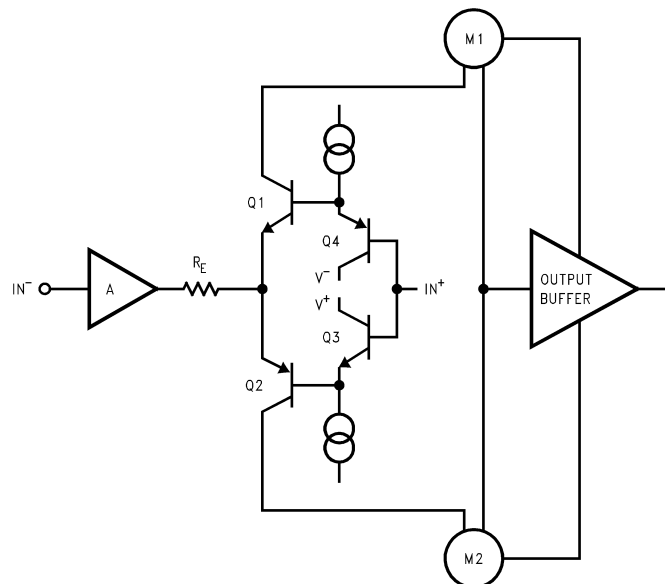 M1
Q1
Q4
R_E
V⁻
IN⁻
A
IN⁺
OUTPUT
BUFFER
V⁺
Q3
Q2
M2